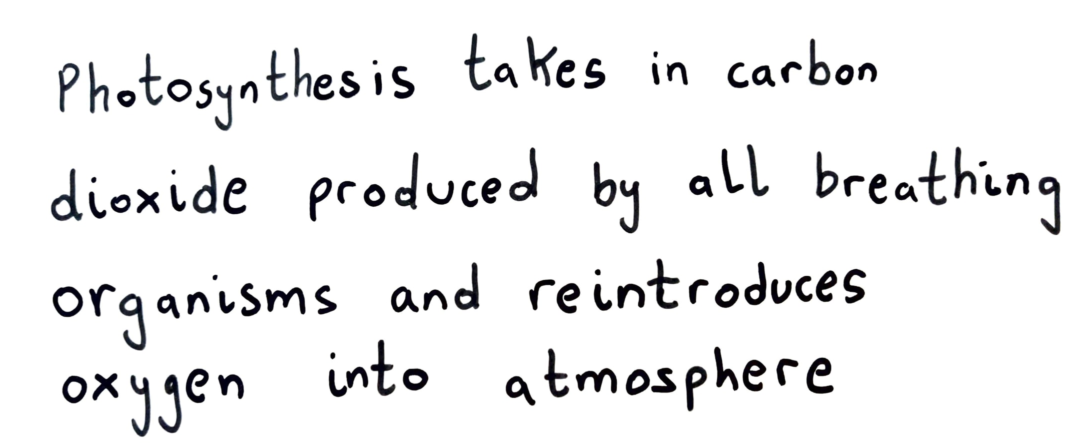 Photosynthesis takes in carbon
dioxide produced by all breathing
organisms and reintroduces
oxygen into atmosphere